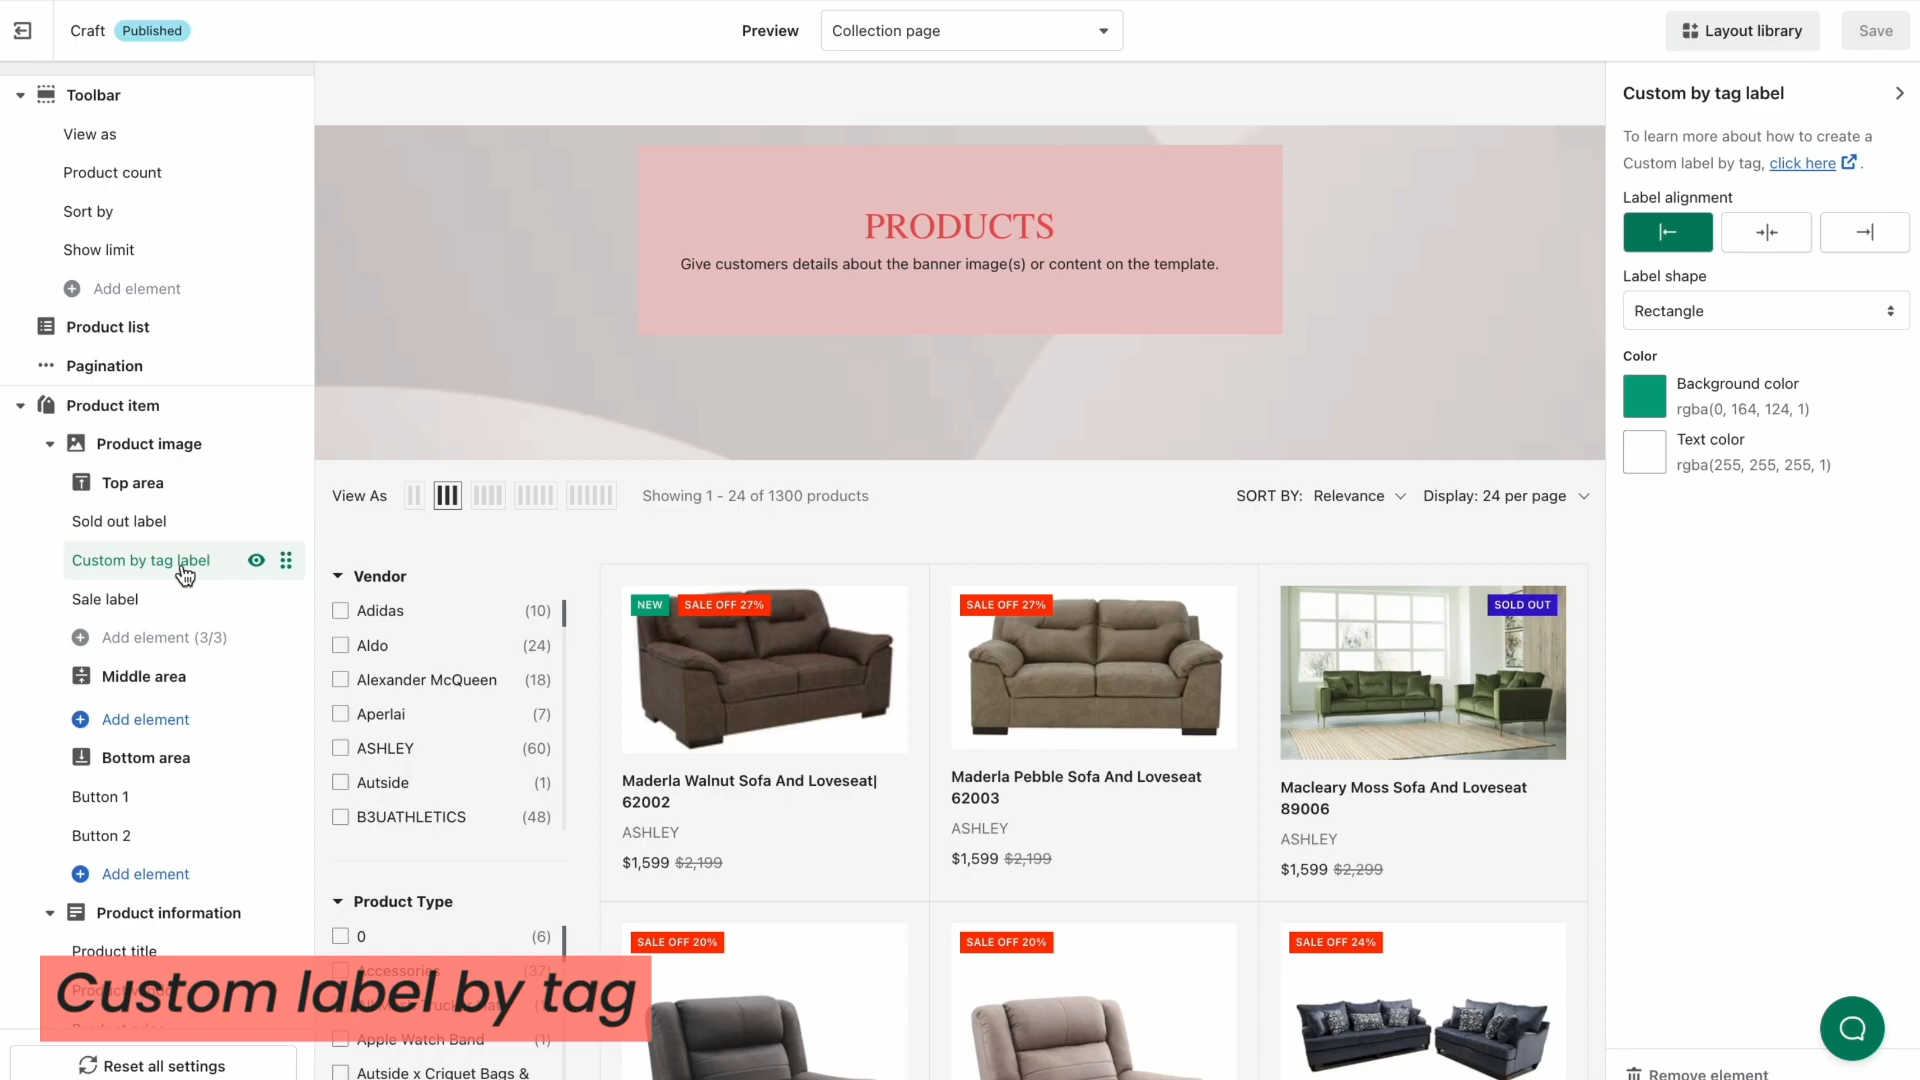 Craft
Published
Preview
Collection page
Layout library
Save
Toolbar
View as
Product count
Sort by
Show limit
Add element
Product list
Pagination
Product item
Product image
Top area
Sold out label
Custom by tag label
Sale label
Add element (3/3)
Middle area
Add element
Bottom area
Button 1
Button 2
Add element
Product information
Product title
Custom label by tag
Reset all settings
PRODUCTS
Give customers details about the banner image(s) or content on the template.
View As
Showing 1 - 24 of 1300 products
SORT BY: Relevance
Display: 24 per page
Vendor
Adidas (10)
Aldo (24)
Alexander McQueen (18)
Aperlai (7)
ASHLEY (60)
Autside (1)
B3UATHLETICS (48)
Product Type
0 (6)
Accessories (37)
Apple Watch Band (1)
Autside x Criquet Bags &
NEW
SALE OFF 27%
Maderla Walnut Sofa And Loveseat|
62002
ASHLEY
$1,599 $2,199
SALE OFF 27%
Maderla Pebble Sofa And Loveseat
62003
ASHLEY
$1,599 $2,199
SOLD OUT
Macleary Moss Sofa And Loveseat
89006
ASHLEY
$1,599 $2,299
SALE OFF 20%
SALE OFF 20%
SALE OFF 24%
Custom by tag label
To learn more about how to create a
Custom label by tag, click here .
Label alignment
Label shape
Rectangle
Color
Background color
rgba(0, 164, 124, 1)
Text color
rgba(255, 255, 255, 1)
Remove element